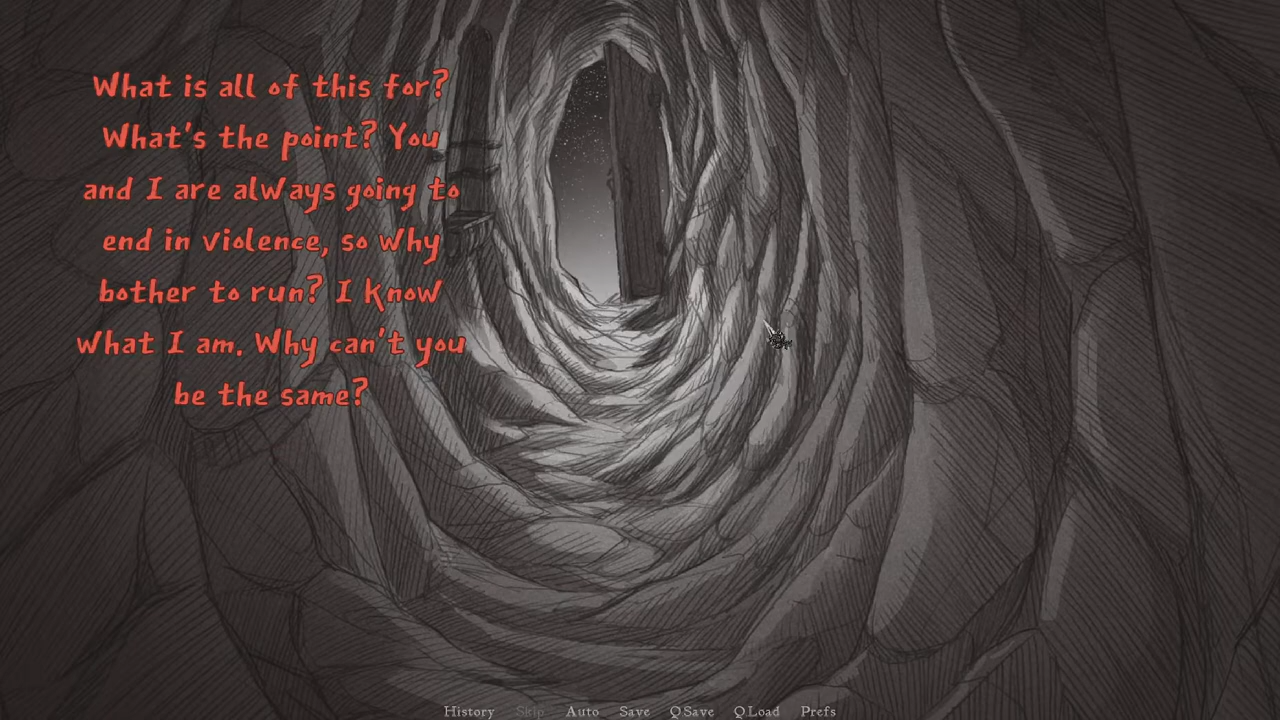 What is all of this for?
What's the point? You
and I are always going to
end in violence, so why
bother to run? I know
what I am. Why can't you
be the same?
History Skip Auto Save Q.Save Q.Load Prefs